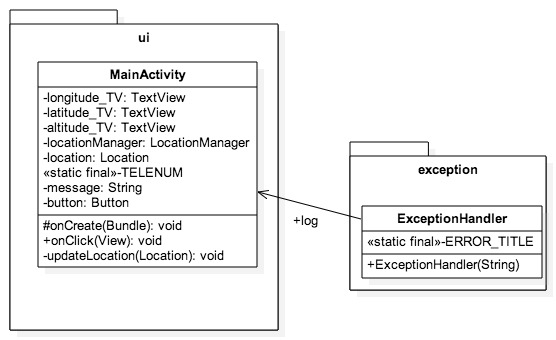 ui
MainActivity
-longitude_TV: TextView
-latitude_TV: TextView
-altitude_TV: TextView
-locationManager: LocationManager
-location: Location
«static final»-TELENUM
-message: String
-button: Button
#onCreate(Bundle): void
+onClick(View): void
-updateLocation(Location): void
+log
exception
ExceptionHandler
«static final»-ERROR_TITLE
+ExceptionHandler(String)